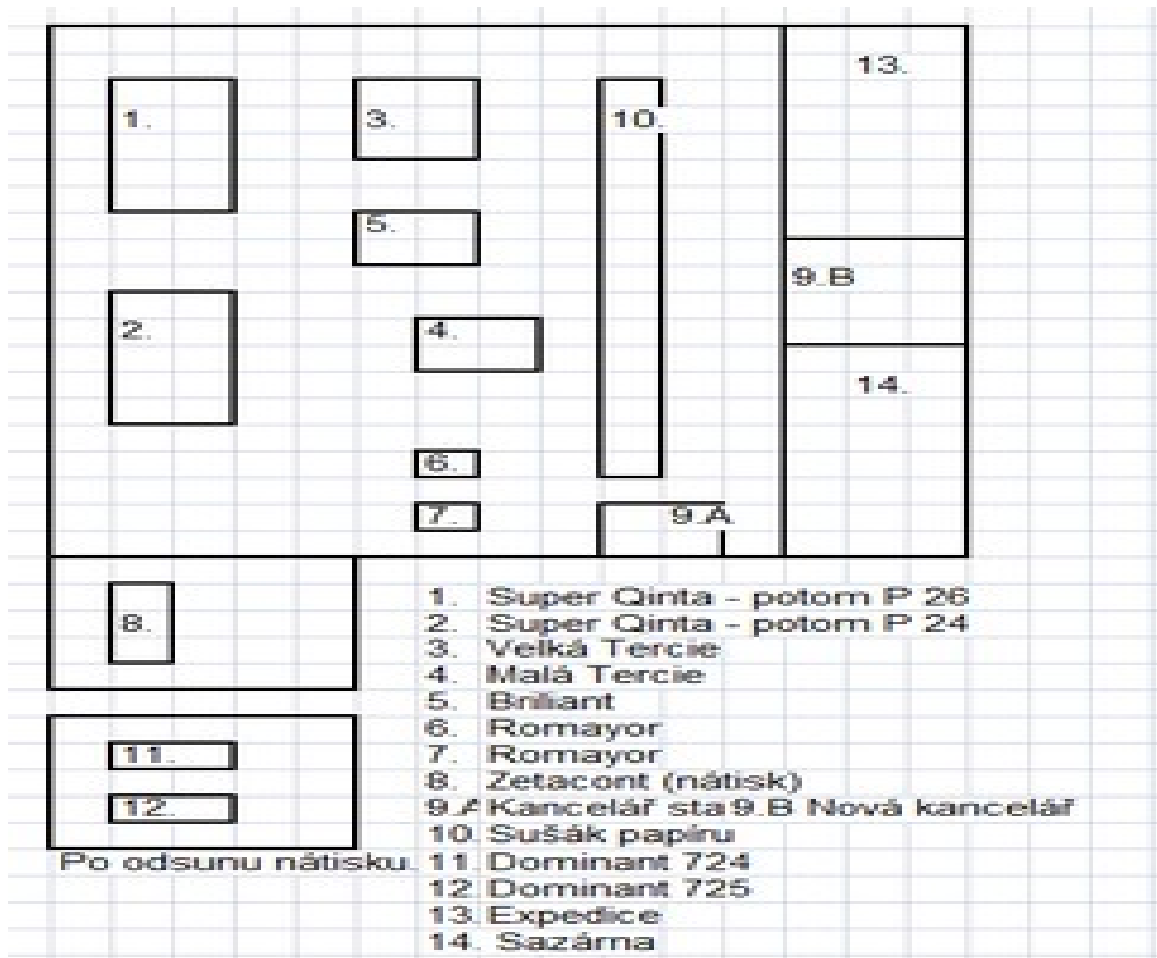 13.
1.
3.
10.
5.
9.B
2.
4.
14.
6.
7.
9.A
8.
1. Super Qinta - potom P 26
2. Super Qinta - potom P 24
3. Velká Tercie
4. Malá Tercie
5. Briliant
6. Romayor
7. Romayor
8. Zetacont (nátisk)
9.A Kancelář sta9.B Nová kancelář
10. Sušák papíru
11. Dominant 724
12. Dominant 725
13. Expedice
14. Sazárna
11.
12.
Po odsunu nátisku.